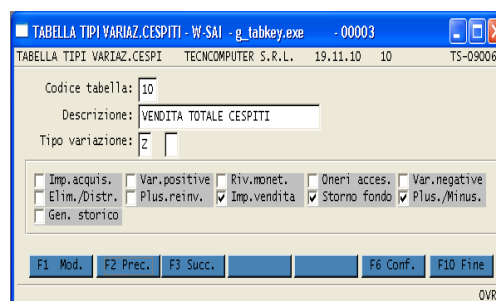 TABELLA TIPI VARIAZ.CESPITI - W-SAI - g_tabkey.exe - 00003
TABELLA TIPI VARIAZ.CESPI TECNCOMPUTER S.R.L. 19.11.10 10 TS-09006
Codice tabella: 10
Descrizione: VENDITA TOTALE CESPITI
Tipo variazione: Z
Imp.acquis. Var.positive Riv.monet. Oneri acces. Var.negative
Elim./Distr. Plus.reinv. Imp.vendita Storno fondo Plus./Minus.
Gen. storico
F1 Mod. F2 Prec. F3 Succ. F6 Conf. F10 Fine
OVR